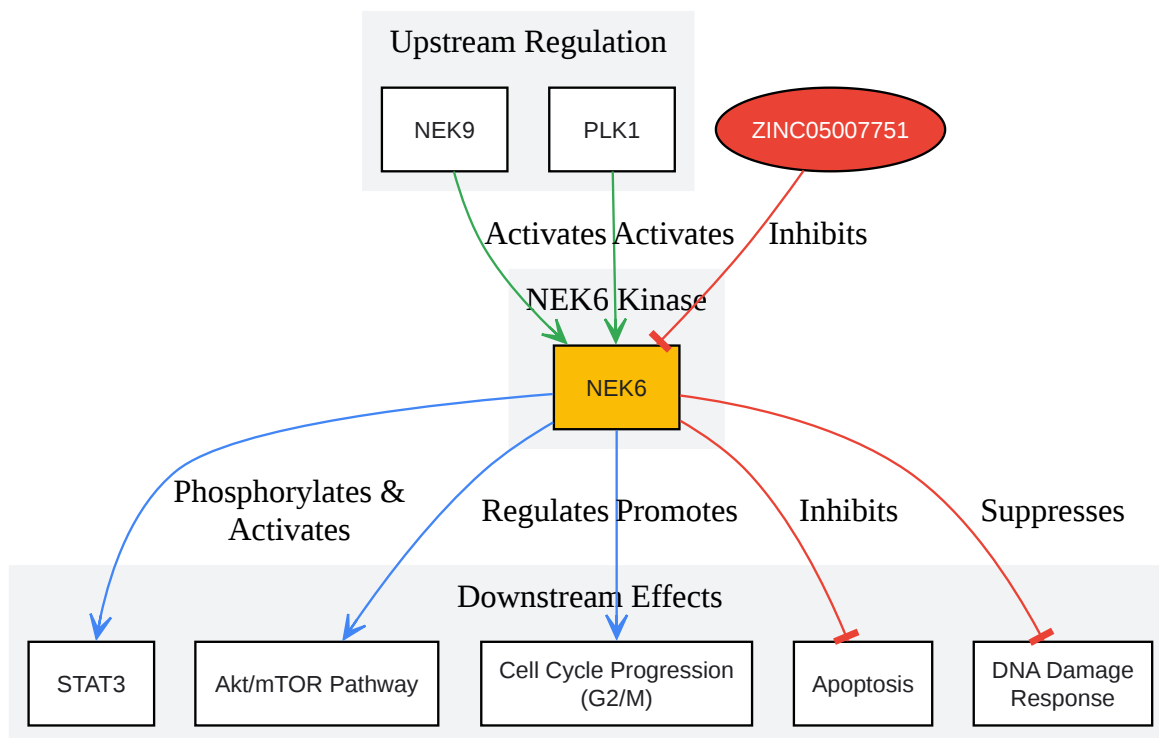 Upstream Regulation
NEK9
PLK1
ZINC05007751
Activates
Activates
Inhibits
NEK6 Kinase
NEK6
Phosphorylates &
Activates
Regulates
Promotes
Inhibits
Suppresses
Downstream Effects
STAT3
Akt/mTOR Pathway
Cell Cycle Progression
(G2/M)
Apoptosis
DNA Damage
Response